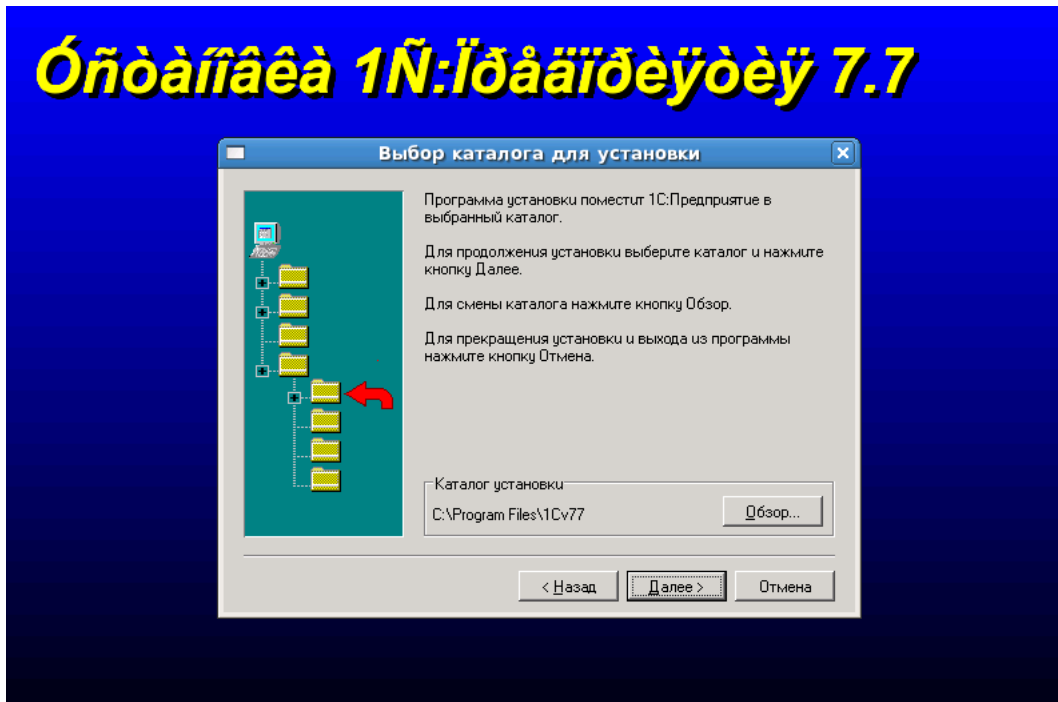 Óñòàíîâêà 1Ñ:Ïðåäïðèÿòèÿ 7.7
Выбор каталога для установки
Программа установки поместит 1С:Предприятие в
выбранный каталог.
Для продолжения установки выберите каталог и нажмите
кнопку Далее.
Для смены каталога нажмите кнопку Обзор.
Для прекращения установки и выхода из программы
нажмите кнопку Отмена.
Каталог установки
C:\Program Files\1Cv77
Обзор...
< Назад
Далее >
Отмена